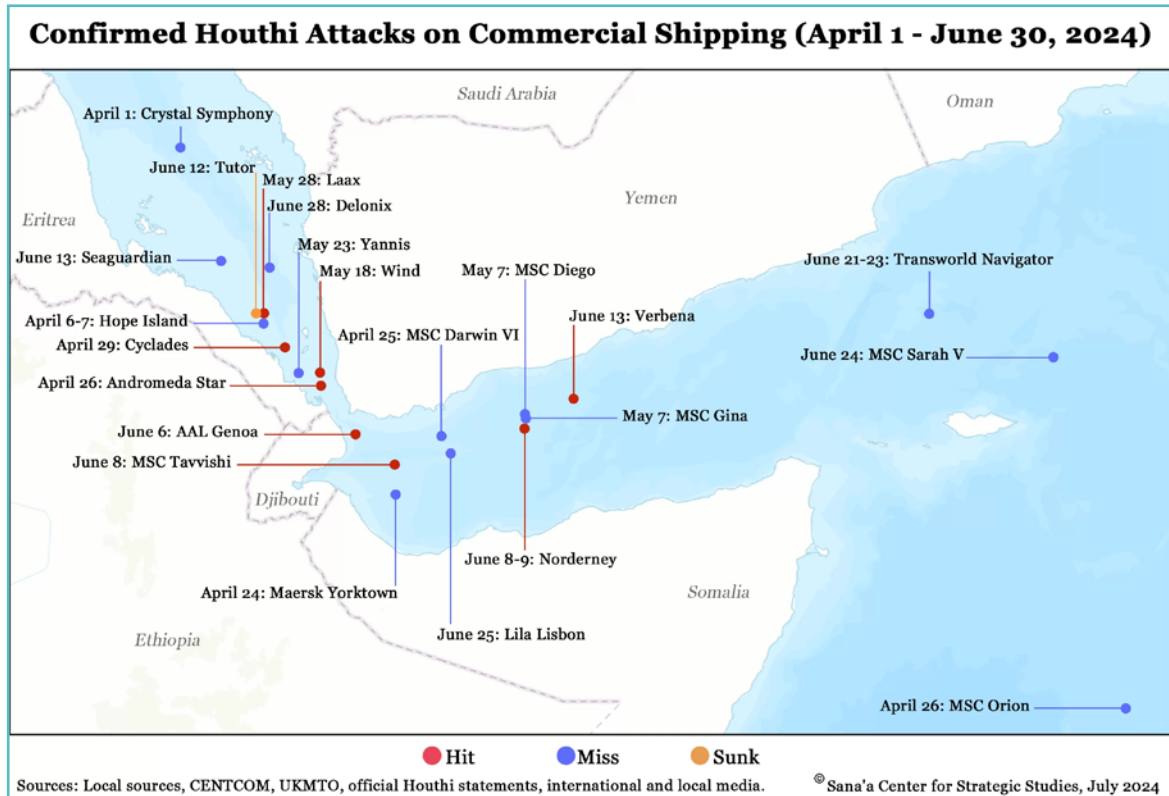 Confirmed Houthi Attacks on Commercial Shipping (April 1 - June 30, 2024)
Saudi Arabia
Oman
April 1: Crystal Symphony
June 12: Tutor
May 28: Laax
June 28: Delonix
Yemen
Eritrea
May 23: Yannis
June 13: Seaguardian
May 18: Wind
May 7: MSC Diego
June 21-23: Transworld Navigator
April 6-7: Hope Island
June 13: Verbena
April 25: MSC Darwin VI
April 29: Cyclades
June 24: MSC Sarah V
April 26: Andromeda Star
May 7: MSC Gina
June 6: AAL Genoa
June 8: MSC Tavvishi
Djibouti
June 8-9: Norderney
April 24: Maersk Yorktown
Somalia
June 25: Lila Lisbon
Ethiopia
April 26: MSC Orion
Hit
Miss
Sunk
Sources: Local sources, CENTCOM, UKMTO, official Houthi statements, international and local media.
© Sana'a Center for Strategic Studies, July 2024